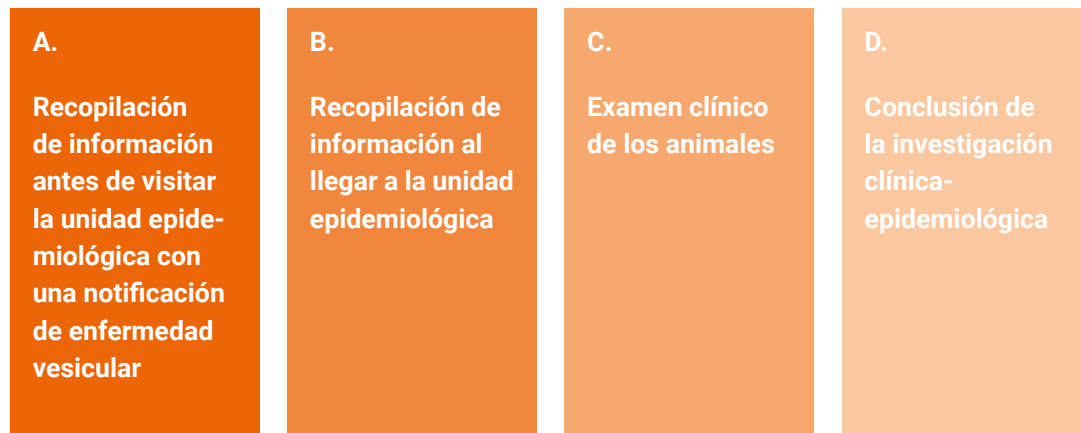 A.
Recopilación
de información
antes de visitar
la unidad epide-
miológica con
una notificación
de enfermedad
vesicular
B.
Recopilación de
información al
llegar a la unidad
epidemiológica
C.
Examen clínico
de los animales
D.
Conclusión de
la investigación
clínica-
epidemiológica